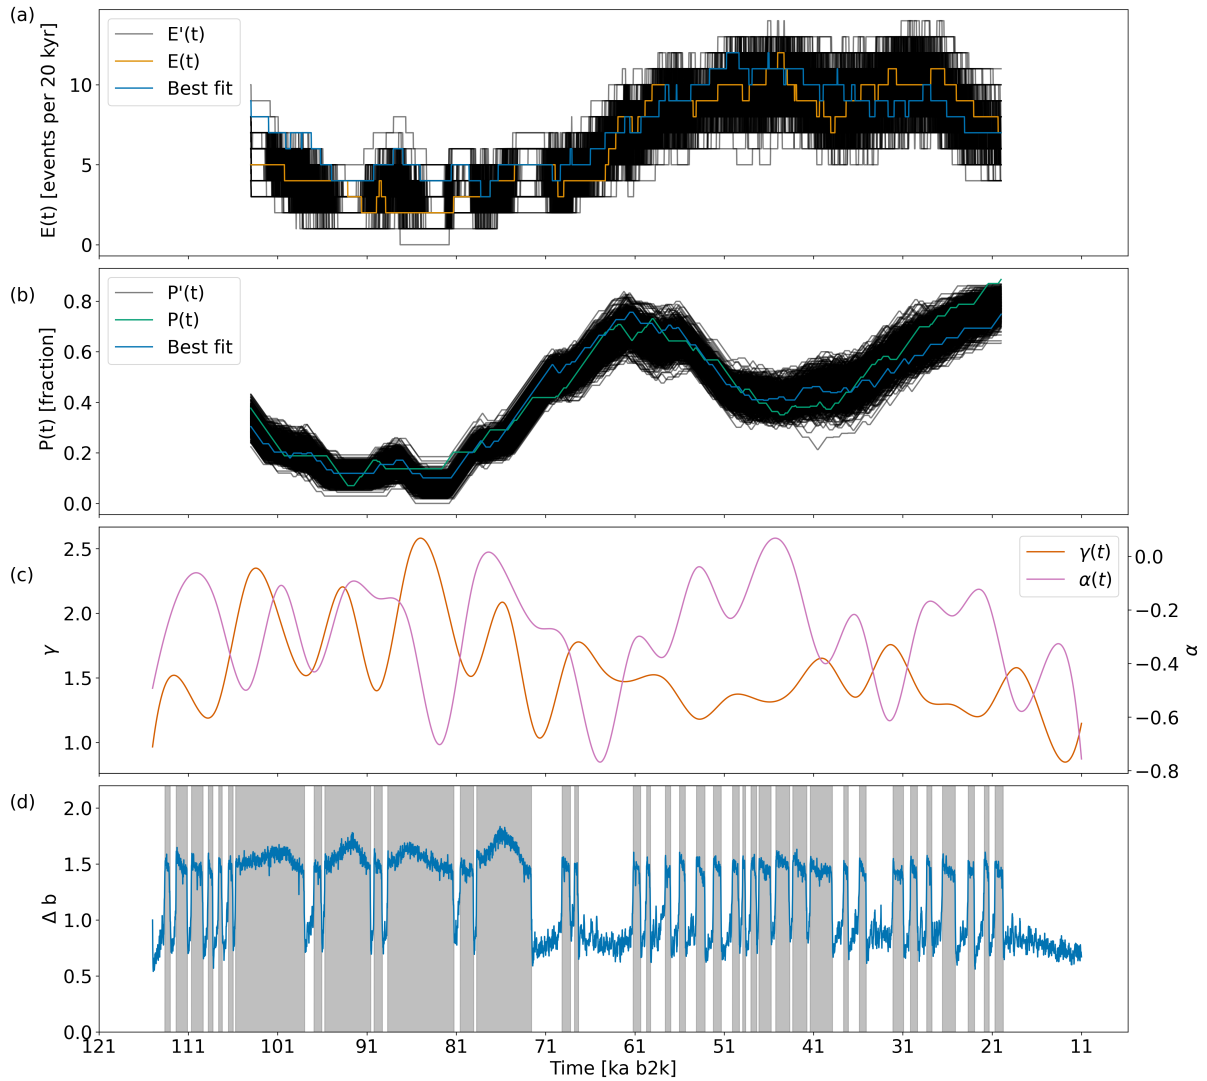 (a)
E(t) [events per 20 kyr]
10
5
0
E'(t)
E(t)
Best fit
(b)
P(t) [fraction]
0.8
0.6
0.4
0.2
0.0
P'(t)
P(t)
Best fit
(c)
γ
2.5
2.0
1.5
1.0
γ(t)
α(t)
0.0
−0.2
−0.4
−0.6
−0.8
α
(d)
Δ b
2.0
1.5
1.0
0.5
0.0
121 111 101 91 81 71 61 51 41 31 21 11
Time [ka b2k]